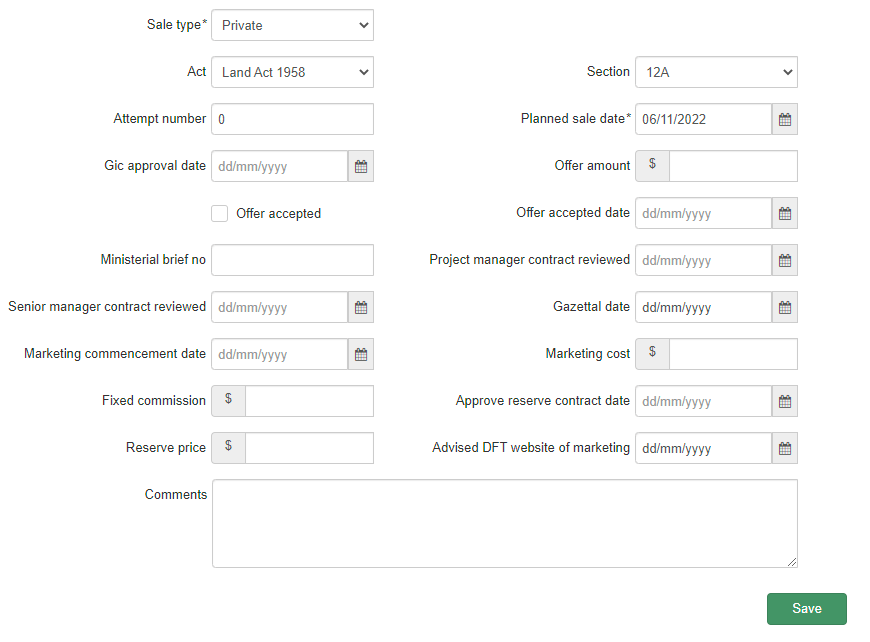 Sale type* Private
Act Land Act 1958 Section 12A
Attempt number 0 Planned sale date* 06/11/2022
Gic approval date dd/mm/yyyy Offer amount $
Offer accepted Offer accepted date dd/mm/yyyy
Ministerial brief no Project manager contract reviewed dd/mm/yyyy
Senior manager contract reviewed dd/mm/yyyy Gazettal date dd/mm/yyyy
Marketing commencement date dd/mm/yyyy Marketing cost $
Fixed commission $ Approve reserve contract date dd/mm/yyyy
Reserve price $ Advised DFT website of marketing dd/mm/yyyy
Comments
Save